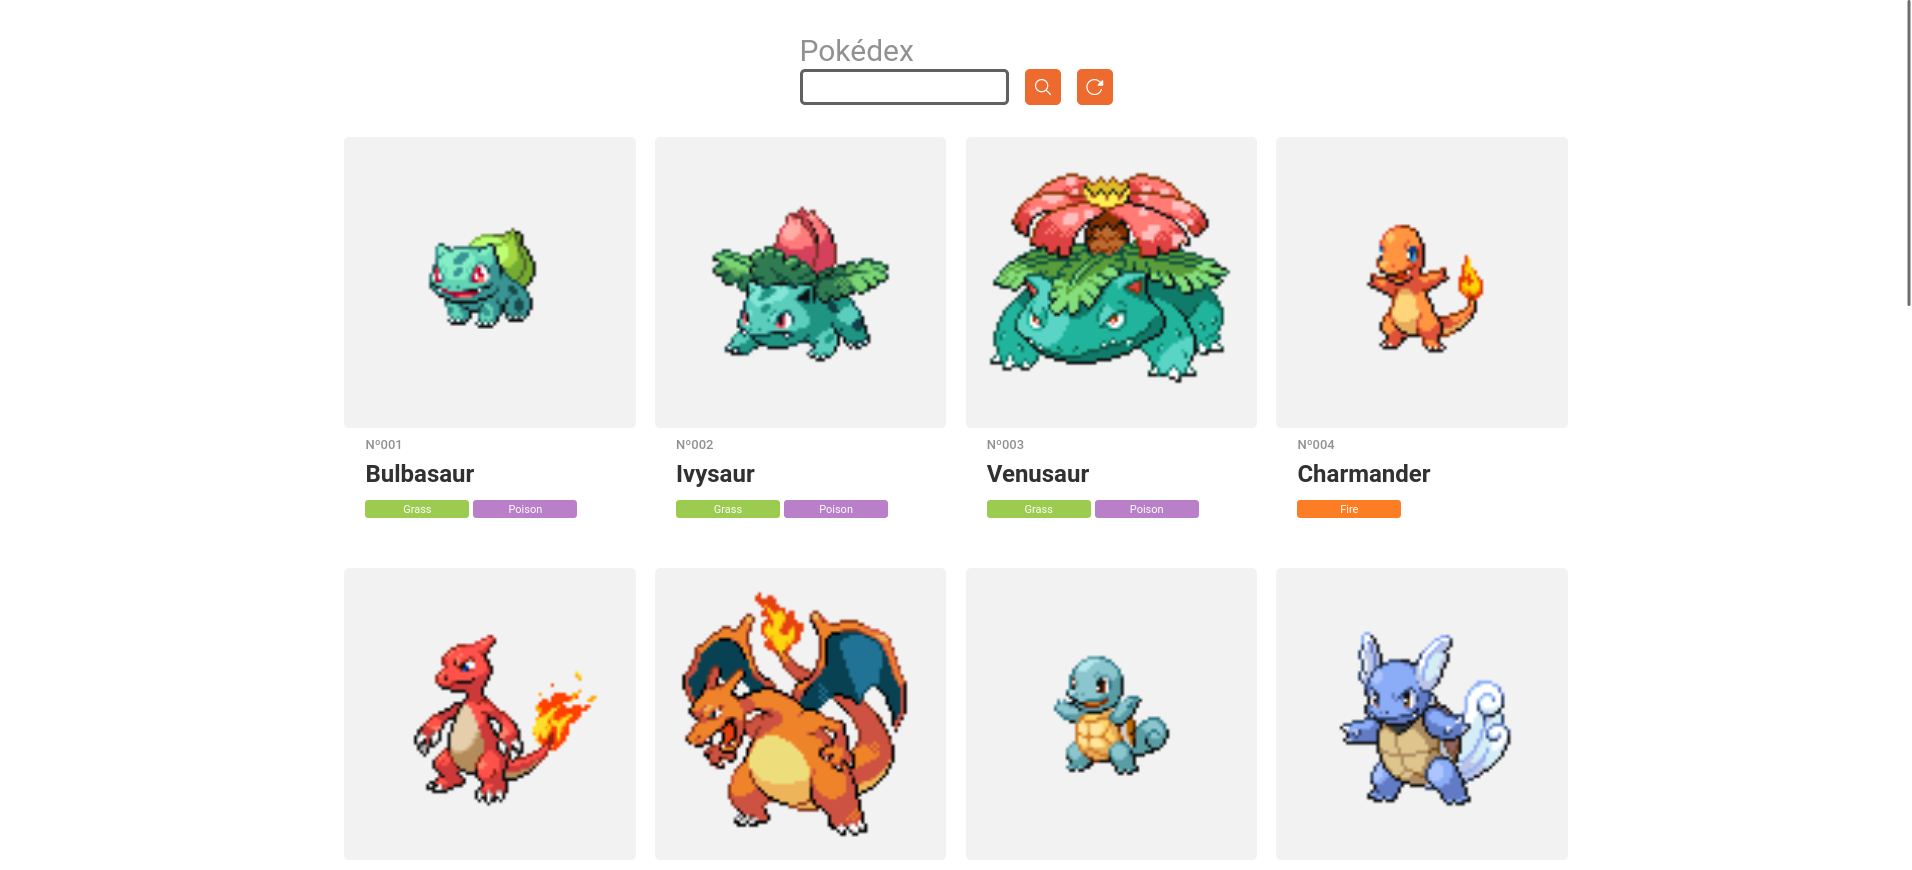 Pokédex
Nº001 Nº002 Nº003 Nº004
Bulbasaur Ivysaur Venusaur Charmander
Grass Poison Grass Poison Grass Poison Fire